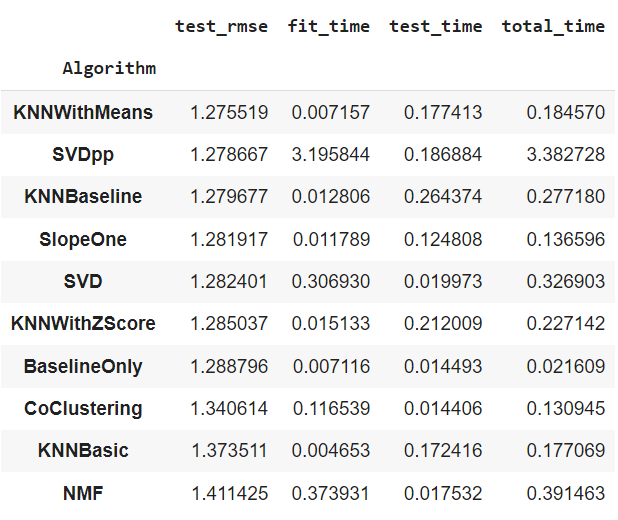 test_rmse fit_time test_time total_time
Algorithm
KNNWithMeans 1.275519 0.007157 0.177413 0.184570
SVDpp 1.278667 3.195844 0.186884 3.382728
KNNBaseline 1.279677 0.012806 0.264374 0.277180
SlopeOne 1.281917 0.011789 0.124808 0.136596
SVD 1.282401 0.306930 0.019973 0.326903
KNNWithZScore 1.285037 0.015133 0.212009 0.227142
BaselineOnly 1.288796 0.007116 0.014493 0.021609
CoClustering 1.340614 0.116539 0.014406 0.130945
KNNBasic 1.373511 0.004653 0.172416 0.177069
NMF 1.411425 0.373931 0.017532 0.391463